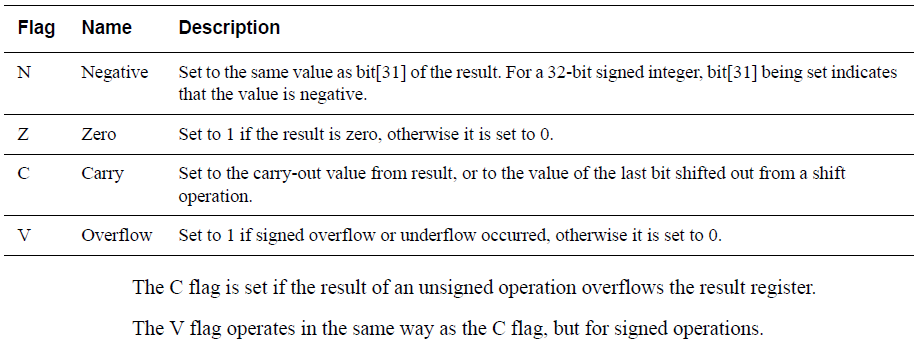 Flag Name Description
N Negative Set to the same value as bit[31] of the result. For a 32-bit signed integer, bit[31] being set indicates
that the value is negative.
Z Zero Set to 1 if the result is zero, otherwise it is set to 0.
C Carry Set to the carry-out value from result, or to the value of the last bit shifted out from a shift
operation.
V Overflow Set to 1 if signed overflow or underflow occurred, otherwise it is set to 0.
The C flag is set if the result of an unsigned operation overflows the result register.
The V flag operates in the same way as the C flag, but for signed operations.